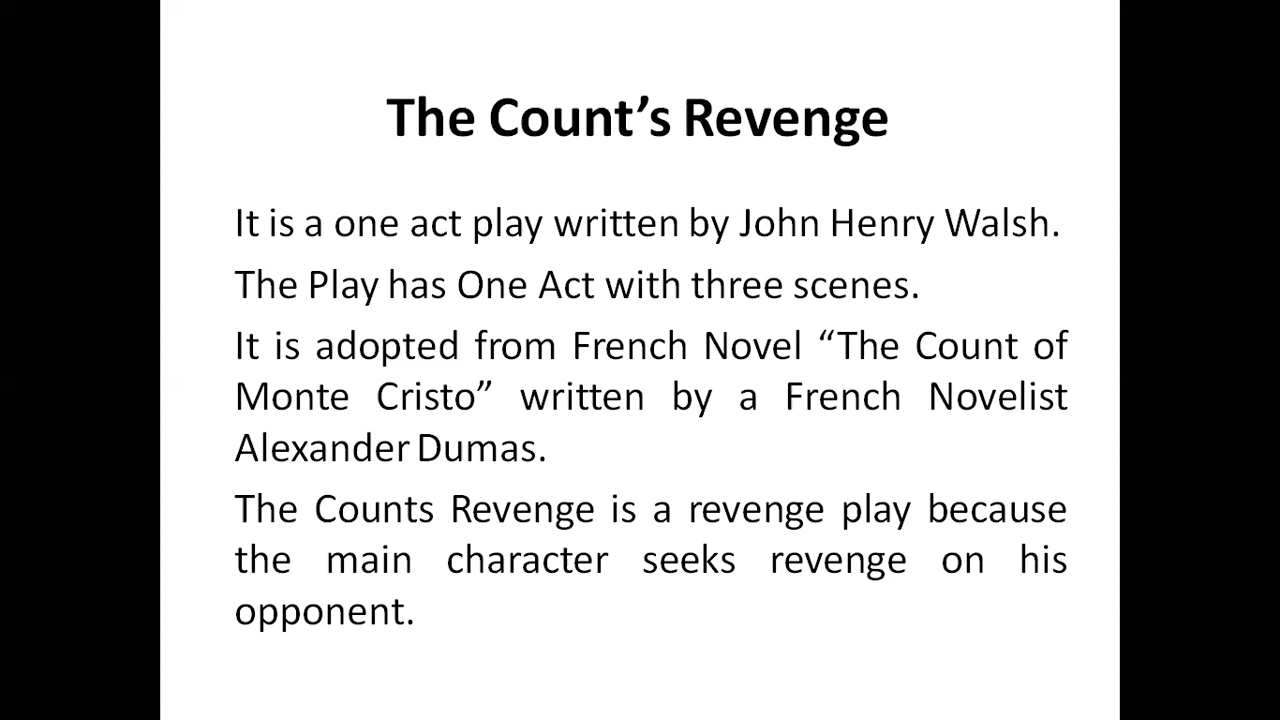 The Count’s Revenge
It is a one act play written by John Henry Walsh.
The Play has One Act with three scenes.
It is adopted from French Novel “The Count of
Monte Cristo” written by a French Novelist
Alexander Dumas.
The Counts Revenge is a revenge play because
the main character seeks revenge on his
opponent.